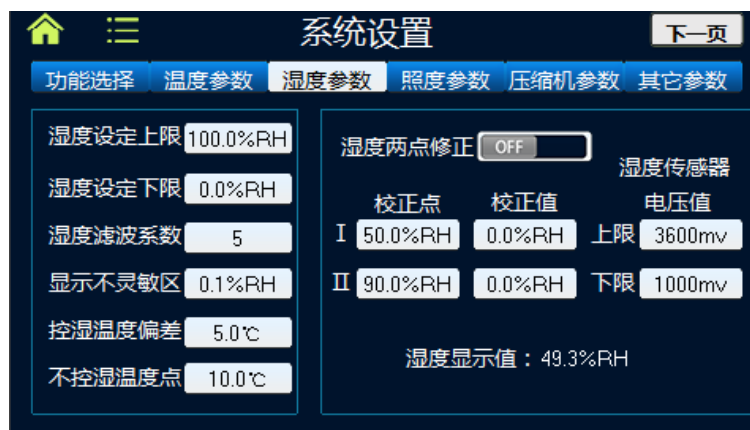 系统设置
下一页
功能选择 温度参数 湿度参数 照度参数 压缩机参数 其它参数
湿度设定上限 100.0%RH
湿度设定下限 0.0%RH
湿度滤波系数 5
显示不灵敏区 0.1%RH
控湿温度偏差 5.0℃
不控湿温度点 10.0℃
湿度两点修正 OFF
湿度传感器
校正点 校正值 电压值
I 50.0%RH 0.0%RH 上限 3600mv
II 90.0%RH 0.0%RH 下限 1000mv
湿度显示值：49.3%RH